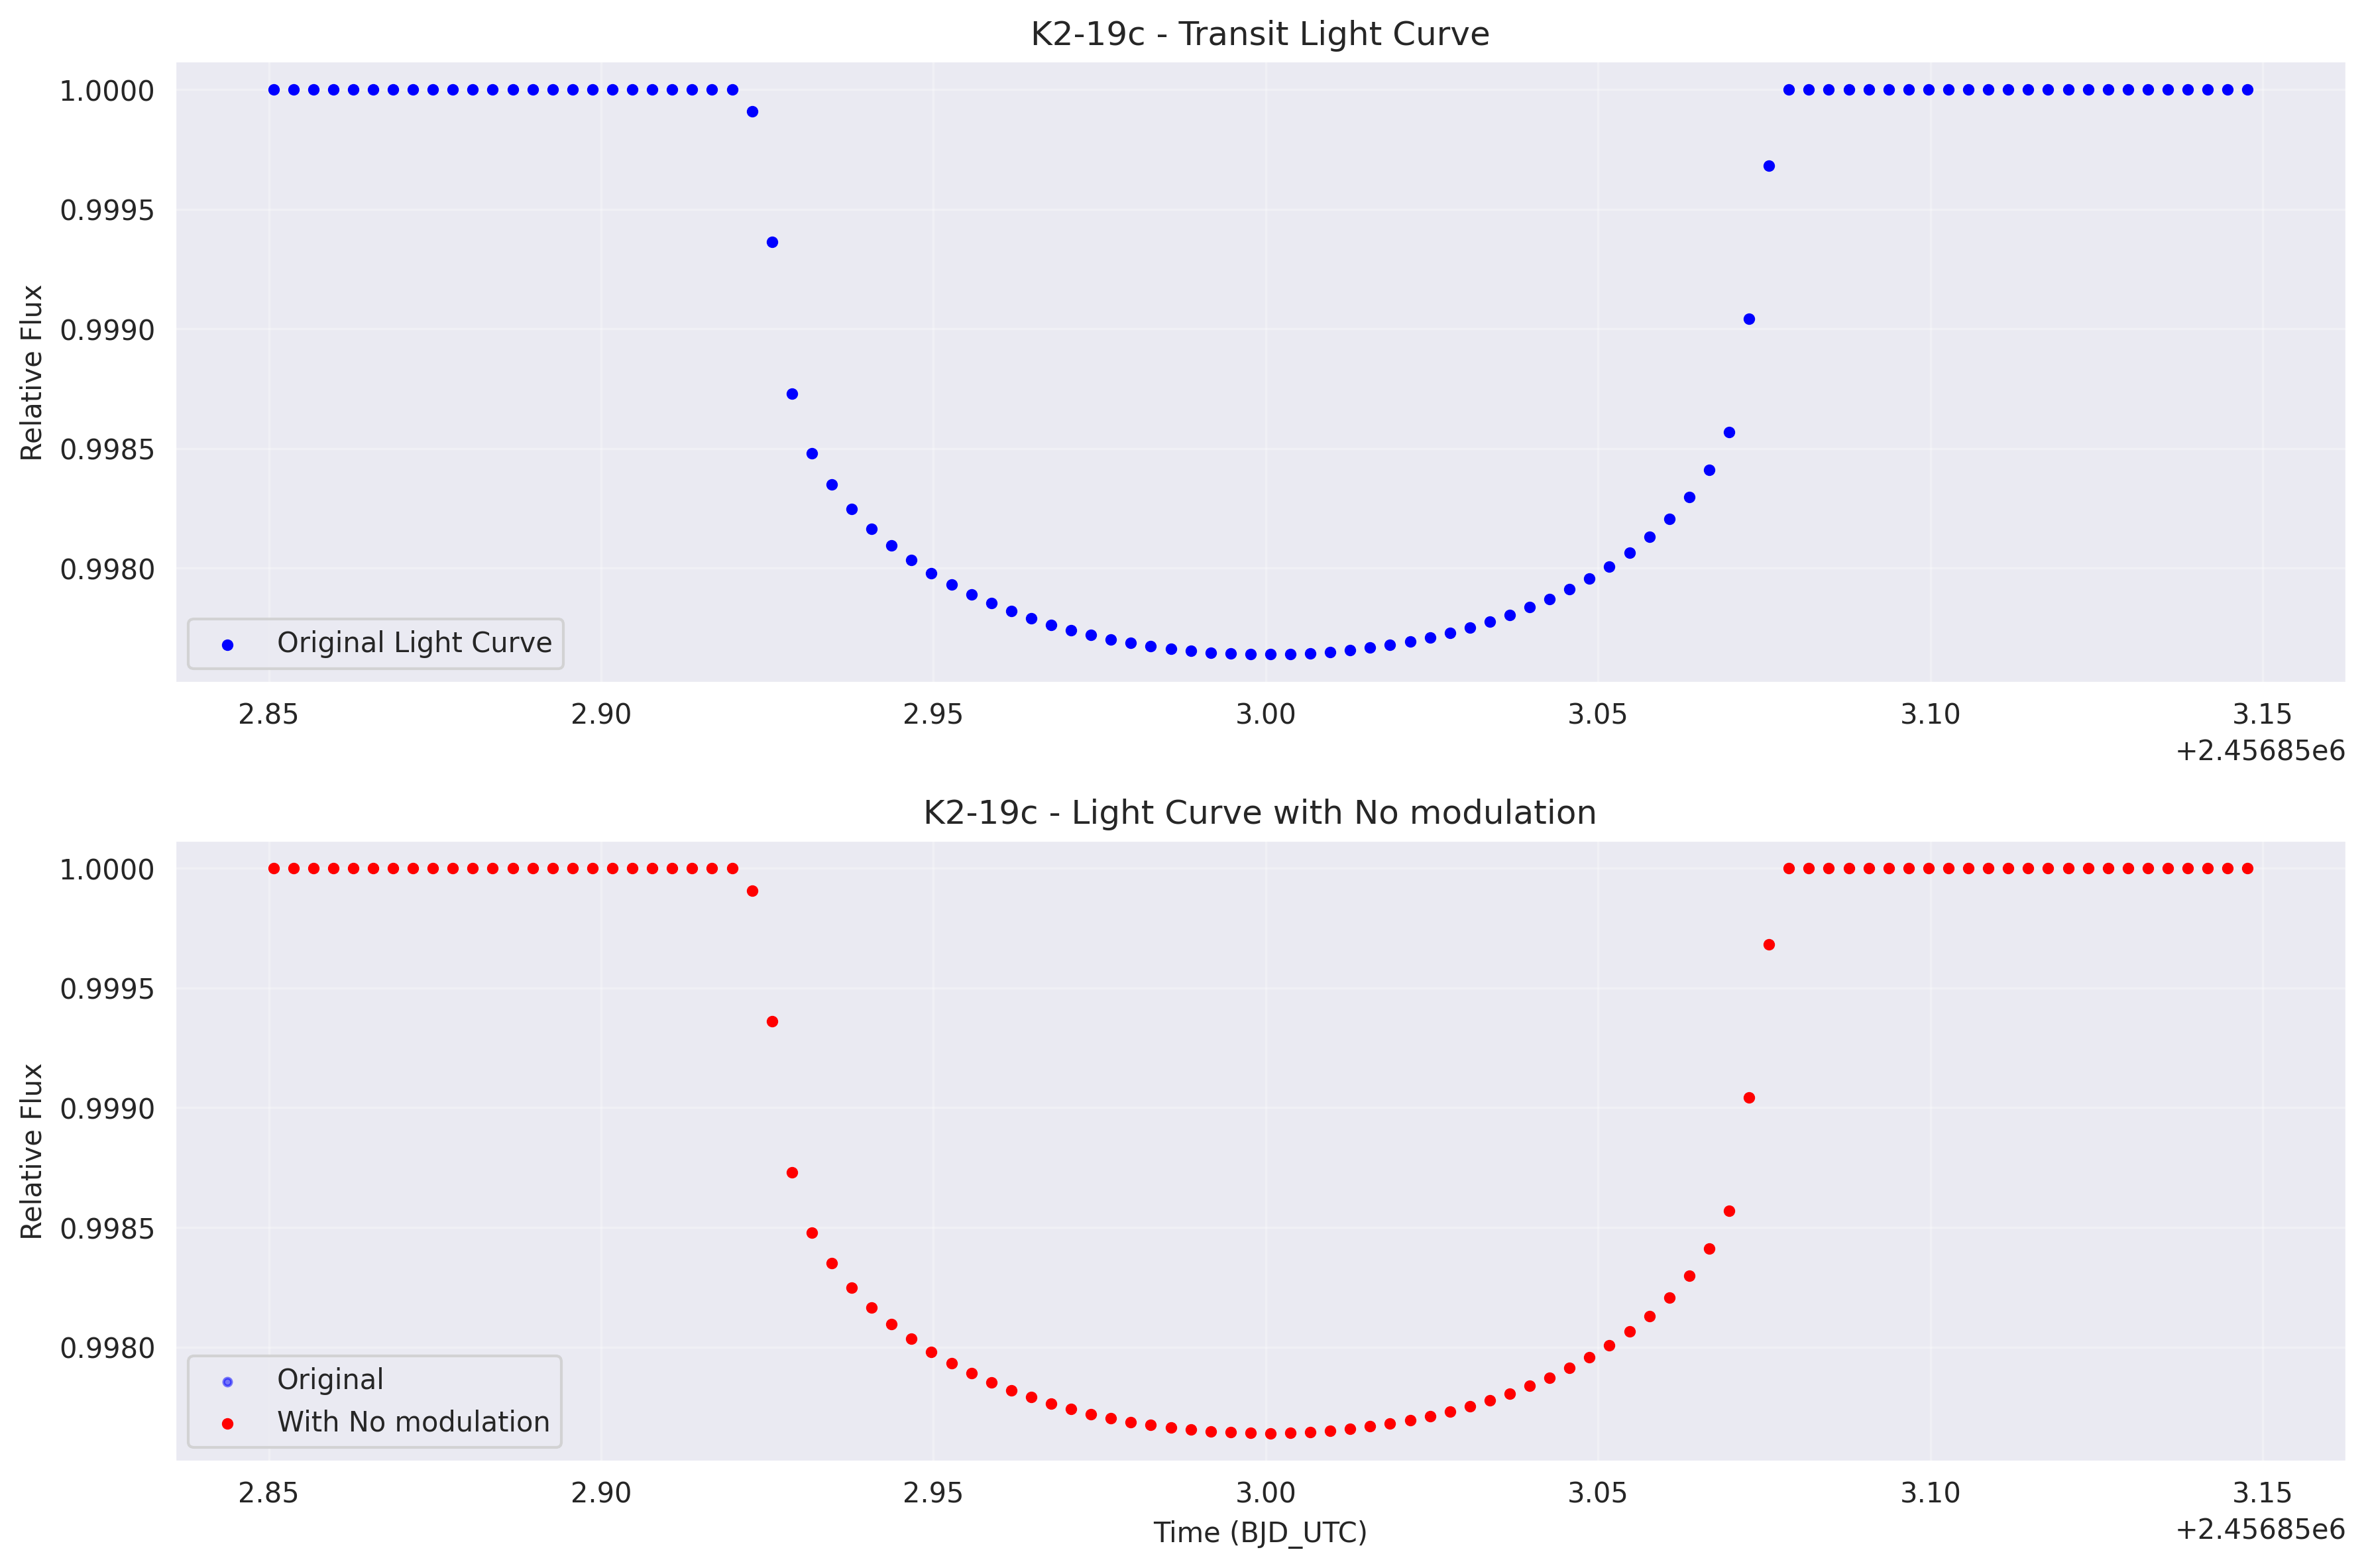 K2-19c - Transit Light Curve
Relative Flux
1.0000
0.9995
0.9990
0.9985
0.9980
Original Light Curve
2.85 2.90 2.95 3.00 3.05 3.10 3.15
+2.45685e6
K2-19c - Light Curve with No modulation
Relative Flux
1.0000
0.9995
0.9990
0.9985
0.9980
Original
With No modulation
2.85 2.90 2.95 3.00 3.05 3.10 3.15
Time (BJD_UTC)
+2.45685e6